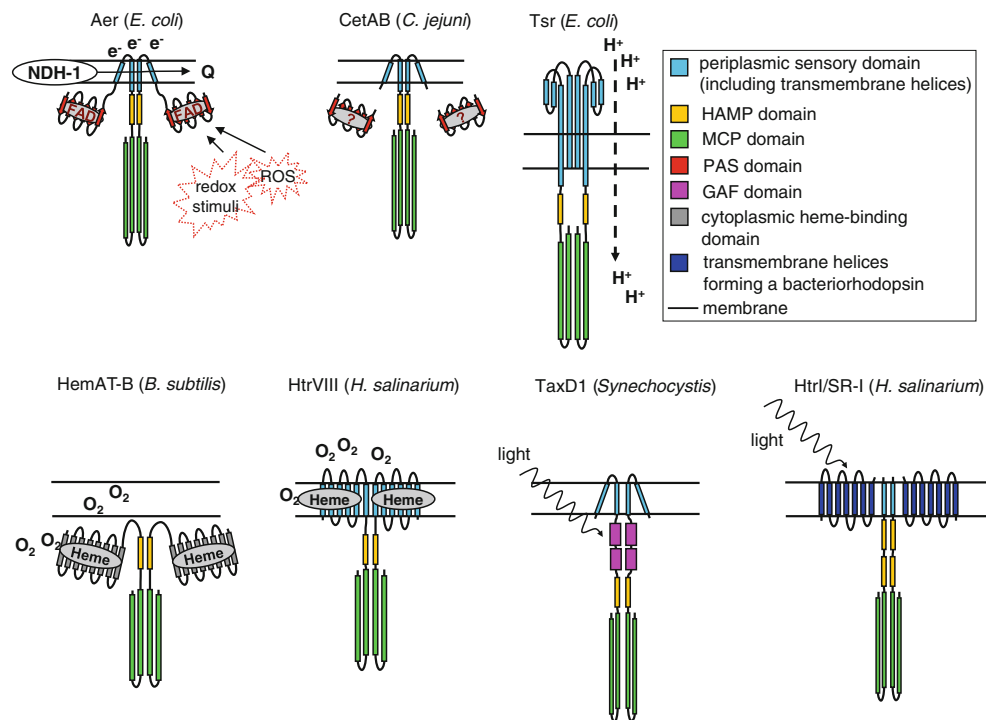 Aer (E. coli)
CetAB (C. jejuni)
Tsr (E. coli)
e- e- e-
NDH-1
Q
FAD
FAD
redox
stimuli
ROS
?
?
H+
H+
H+
H+
H+
periplasmic sensory domain
(including transmembrane helices)
HAMP domain
MCP domain
PAS domain
GAF domain
cytoplasmic heme-binding
domain
transmembrane helices
forming a bacteriorhodopsin
membrane
HemAT-B (B. subtilis)
HtrVIII (H. salinarium)
TaxD1 (Synechocystis)
HtrI/SR-I (H. salinarium)
O2
O2
O2 O2
Heme
Heme
O2 O2 O2
O2
Heme
Heme
light
light